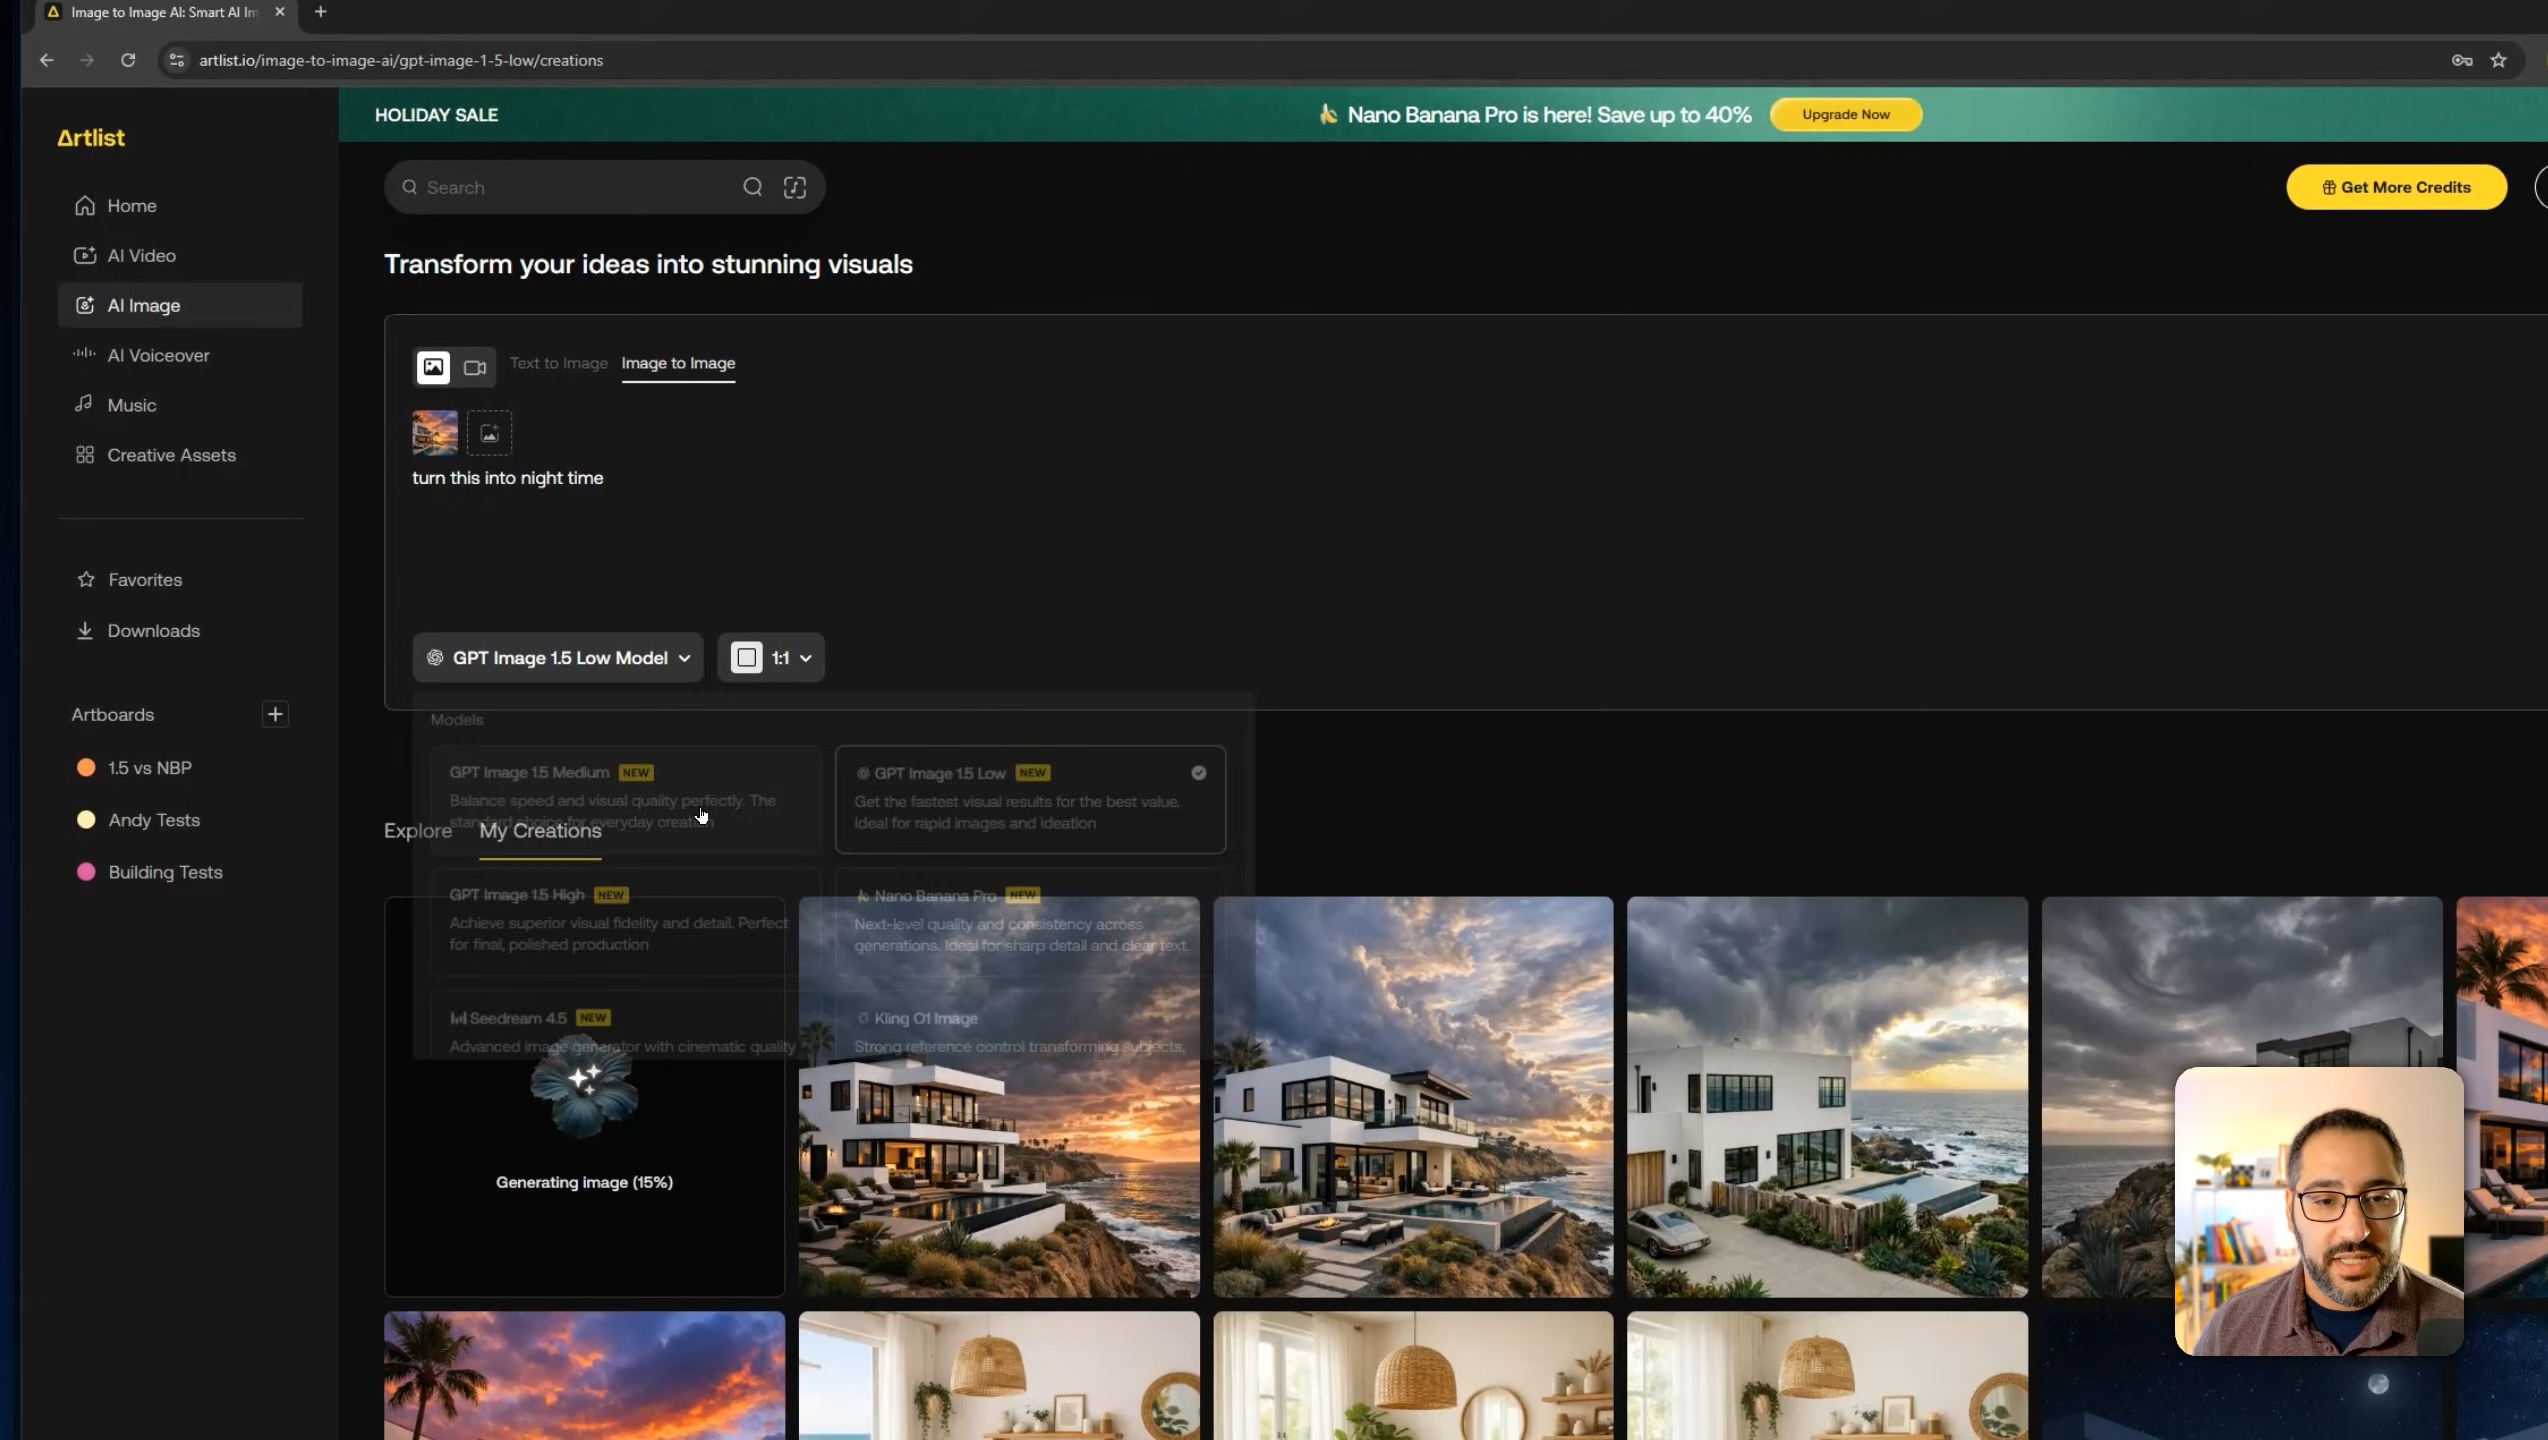 Image to Image AI: Smart AI Im
artlist.io/image-to-image-ai/gpt-image-1-5-low/creations
Artlist
HOLIDAY SALE
Nano Banana Pro is here! Save up to 40%
Upgrade Now
Search
Get More Credits
Home
AI Video
AI Image
AI Voiceover
Music
Creative Assets
Favorites
Downloads
Artboards
1.5 vs NBP
Andy Tests
Building Tests
Transform your ideas into stunning visuals
Text to Image
Image to Image
turn this into night time
GPT Image 1.5 Low Model
1:1
Models
GPT Image 1.5 Medium NEW
Balance speed and visual quality perfectly. The
standard choice for everyday creation
GPT Image 1.5 Low NEW
Get the fastest visual results for the best value.
Ideal for rapid images and ideation
Explore
My Creations
GPT Image 1.5 High NEW
Achieve superior visual fidelity and detail. Perfect
for final, polished production
Nano Banana Pro NEW
Next-level quality and consistency across
generations. Ideal for sharp detail and clear text.
Seedream 4.5 NEW
Advanced image generator with cinematic quality
Kling O1 Image
Strong reference control transforming subjects,
Generating image (15%)